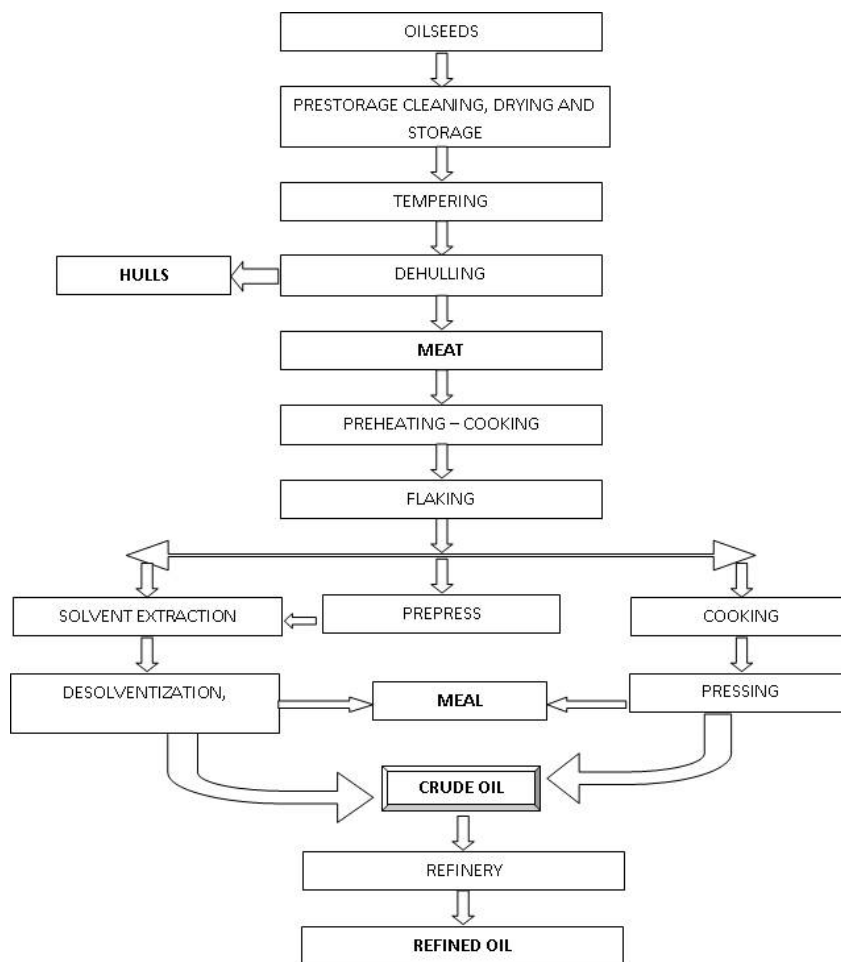 OILSEEDS
PRESTORAGE CLEANING, DRYING AND
STORAGE
TEMPERING
HULLS
DEHULLING
MEAT
PREHEATING – COOKING
FLAKING
SOLVENT EXTRACTION
PREPRESS
COOKING
DESOLVENTIZATION,
MEAL
PRESSING
CRUDE OIL
REFINERY
REFINED OIL